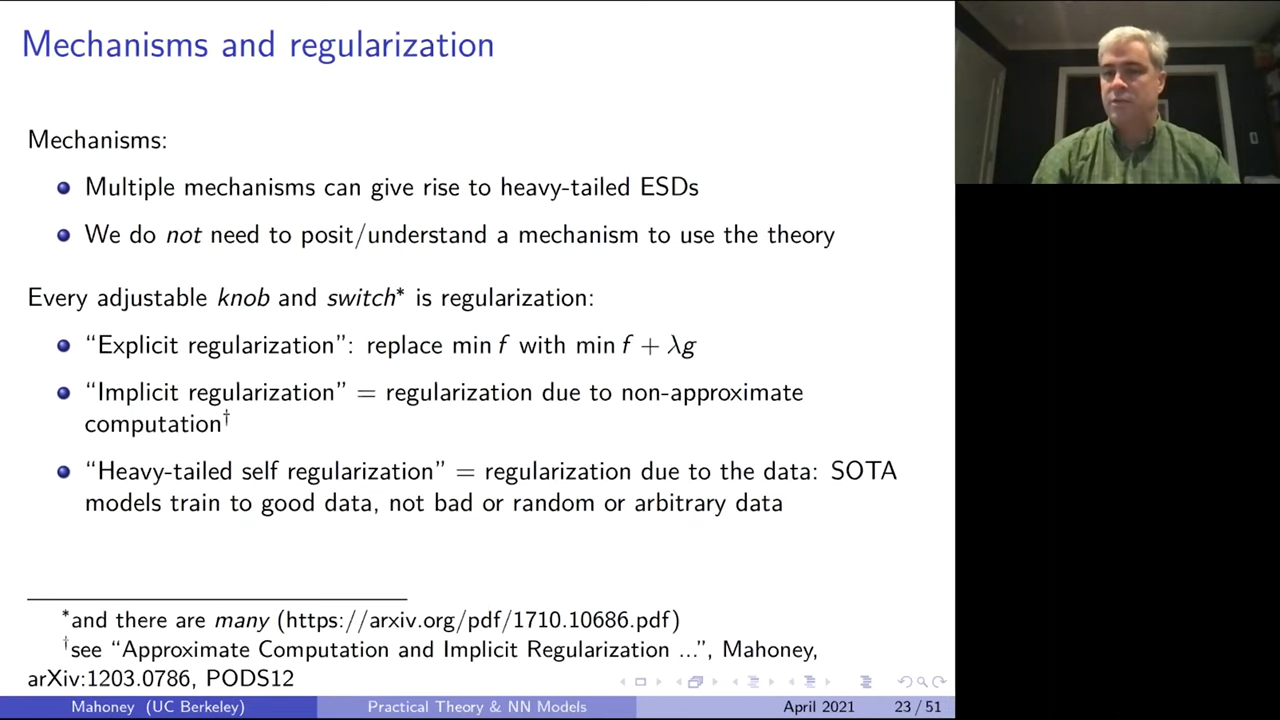 Mechanisms and regularization
Mechanisms:
Multiple mechanisms can give rise to heavy-tailed ESDs
We do not need to posit/understand a mechanism to use the theory
Every adjustable knob and switch* is regularization:
“Explicit regularization”: replace min f with min f + λg
“Implicit regularization” = regularization due to non-approximate
computation†
“Heavy-tailed self regularization” = regularization due to the data: SOTA
models train to good data, not bad or random or arbitrary data
*and there are many (https://arxiv.org/pdf/1710.10686.pdf)
†see “Approximate Computation and Implicit Regularization ...”, Mahoney,
arXiv:1203.0786, PODS12
Mahoney (UC Berkeley) Practical Theory & NN Models April 2021 23 / 51